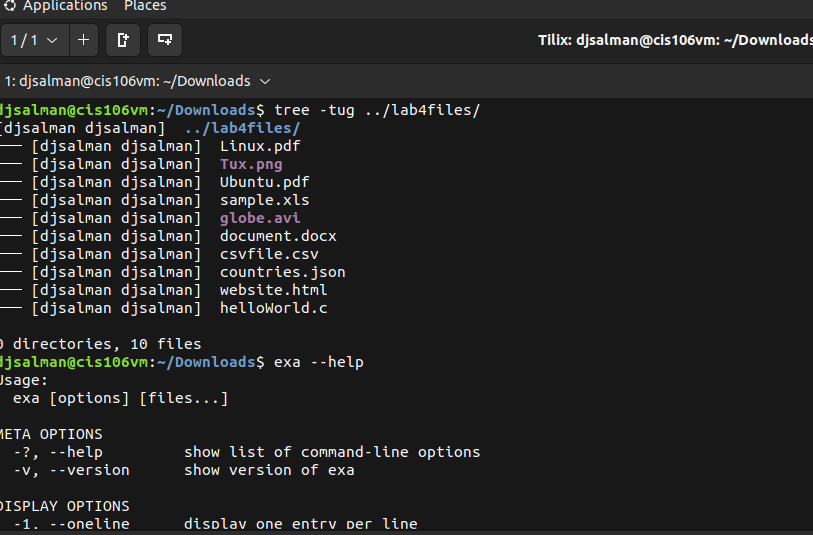 Applications Places
1 / 1
Tilix: djsalman@cis106vm: ~/Downloads
1: djsalman@cis106vm: ~/Downloads
djsalman@cis106vm:~/Downloads$ tree -tug ../lab4files/
[djsalman djsalman]  ../lab4files/
─── [djsalman djsalman]  Linux.pdf
─── [djsalman djsalman]  Tux.png
─── [djsalman djsalman]  Ubuntu.pdf
─── [djsalman djsalman]  sample.xls
─── [djsalman djsalman]  globe.avi
─── [djsalman djsalman]  document.docx
─── [djsalman djsalman]  csvfile.csv
─── [djsalman djsalman]  countries.json
─── [djsalman djsalman]  website.html
─── [djsalman djsalman]  helloWorld.c
0 directories, 10 files
djsalman@cis106vm:~/Downloads$ exa --help
Usage:
  exa [options] [files...]
META OPTIONS
  -?, --help         show list of command-line options
  -v, --version      show version of exa
DISPLAY OPTIONS
  -1, --oneline      display one entry per line